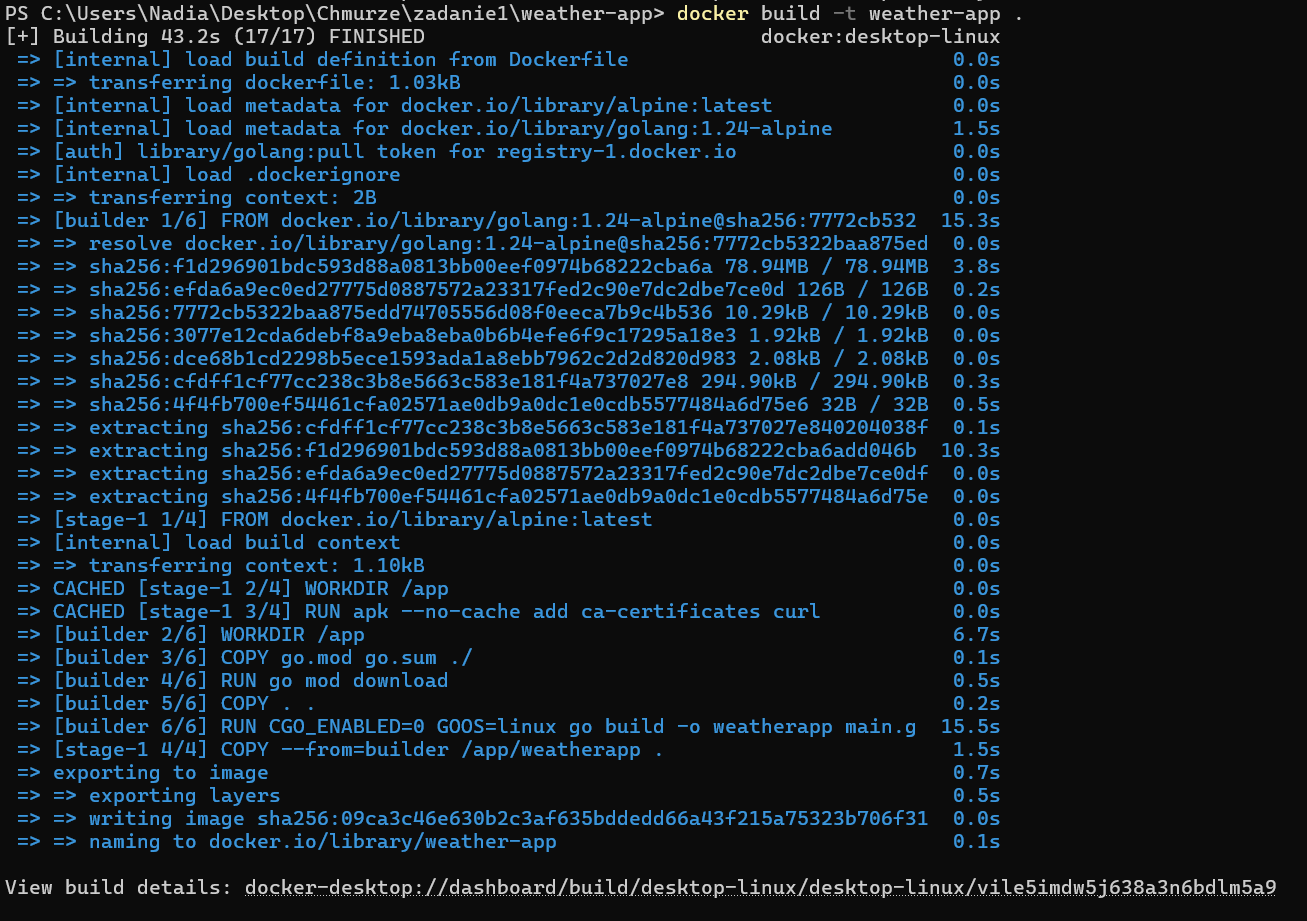 PS C:\Users\Nadia\Desktop\Chmurze\zadanie1\weather-app> docker build -t weather-app .
[+] Building 43.2s (17/17) FINISHED docker:desktop-linux
=> [internal] load build definition from Dockerfile 0.0s
=> => transferring dockerfile: 1.03kB 0.0s
=> [internal] load metadata for docker.io/library/alpine:latest 0.0s
=> [internal] load metadata for docker.io/library/golang:1.24-alpine 1.5s
=> [auth] library/golang:pull token for registry-1.docker.io 0.0s
=> [internal] load .dockerignore 0.0s
=> => transferring context: 2B 0.0s
=> [builder 1/6] FROM docker.io/library/golang:1.24-alpine@sha256:7772cb532 15.3s
=> => resolve docker.io/library/golang:1.24-alpine@sha256:7772cb5322baa875ed 0.0s
=> => sha256:f1d296901bdc593d88a0813bb00eef0974b68222cba6a 78.94MB / 78.94MB 3.8s
=> => sha256:efda6a9ec0ed27775d0887572a23317fed2c90e7dc2dbe7ce0d 126B / 126B 0.2s
=> => sha256:7772cb5322baa875edd74705556d08f0eeca7b9c4b536 10.29kB / 10.29kB 0.0s
=> => sha256:3077e12cda6debf8a9eba8eba0b6b4efe6f9c17295a18e3 1.92kB / 1.92kB 0.0s
=> => sha256:dce68b1cd2298b5ece1593ada1a8ebb7962c2d2d820d983 2.08kB / 2.08kB 0.0s
=> => sha256:cfdff1cf77cc238c3b8e5663c583e181f4a737027e8 294.90kB / 294.90kB 0.3s
=> => sha256:4f4fb700ef54461cfa02571ae0db9a0dc1e0cdb5577484a6d75e6 32B / 32B 0.5s
=> => extracting sha256:cfdff1cf77cc238c3b8e5663c583e181f4a737027e840204038f 0.1s
=> => extracting sha256:f1d296901bdc593d88a0813bb00eef0974b68222cba6add046b 10.3s
=> => extracting sha256:efda6a9ec0ed27775d0887572a23317fed2c90e7dc2dbe7ce0df 0.0s
=> => extracting sha256:4f4fb700ef54461cfa02571ae0db9a0dc1e0cdb5577484a6d75e 0.0s
=> [stage-1 1/4] FROM docker.io/library/alpine:latest 0.0s
=> [internal] load build context 0.0s
=> => transferring context: 1.10kB 0.0s
=> CACHED [stage-1 2/4] WORKDIR /app 0.0s
=> CACHED [stage-1 3/4] RUN apk --no-cache add ca-certificates curl 0.0s
=> [builder 2/6] WORKDIR /app 6.7s
=> [builder 3/6] COPY go.mod go.sum ./ 0.1s
=> [builder 4/6] RUN go mod download 0.5s
=> [builder 5/6] COPY . . 0.2s
=> [builder 6/6] RUN CGO_ENABLED=0 GOOS=linux go build -o weatherapp main.g 15.5s
=> [stage-1 4/4] COPY --from=builder /app/weatherapp . 1.5s
=> exporting to image 0.7s
=> => exporting layers 0.5s
=> => writing image sha256:09ca3c46e630b2c3af635bddedd66a43f215a75323b706f31 0.0s
=> => naming to docker.io/library/weather-app 0.1s
View build details: docker-desktop://dashboard/build/desktop-linux/desktop-linux/vile5imdw5j638a3n6bdlm5a9